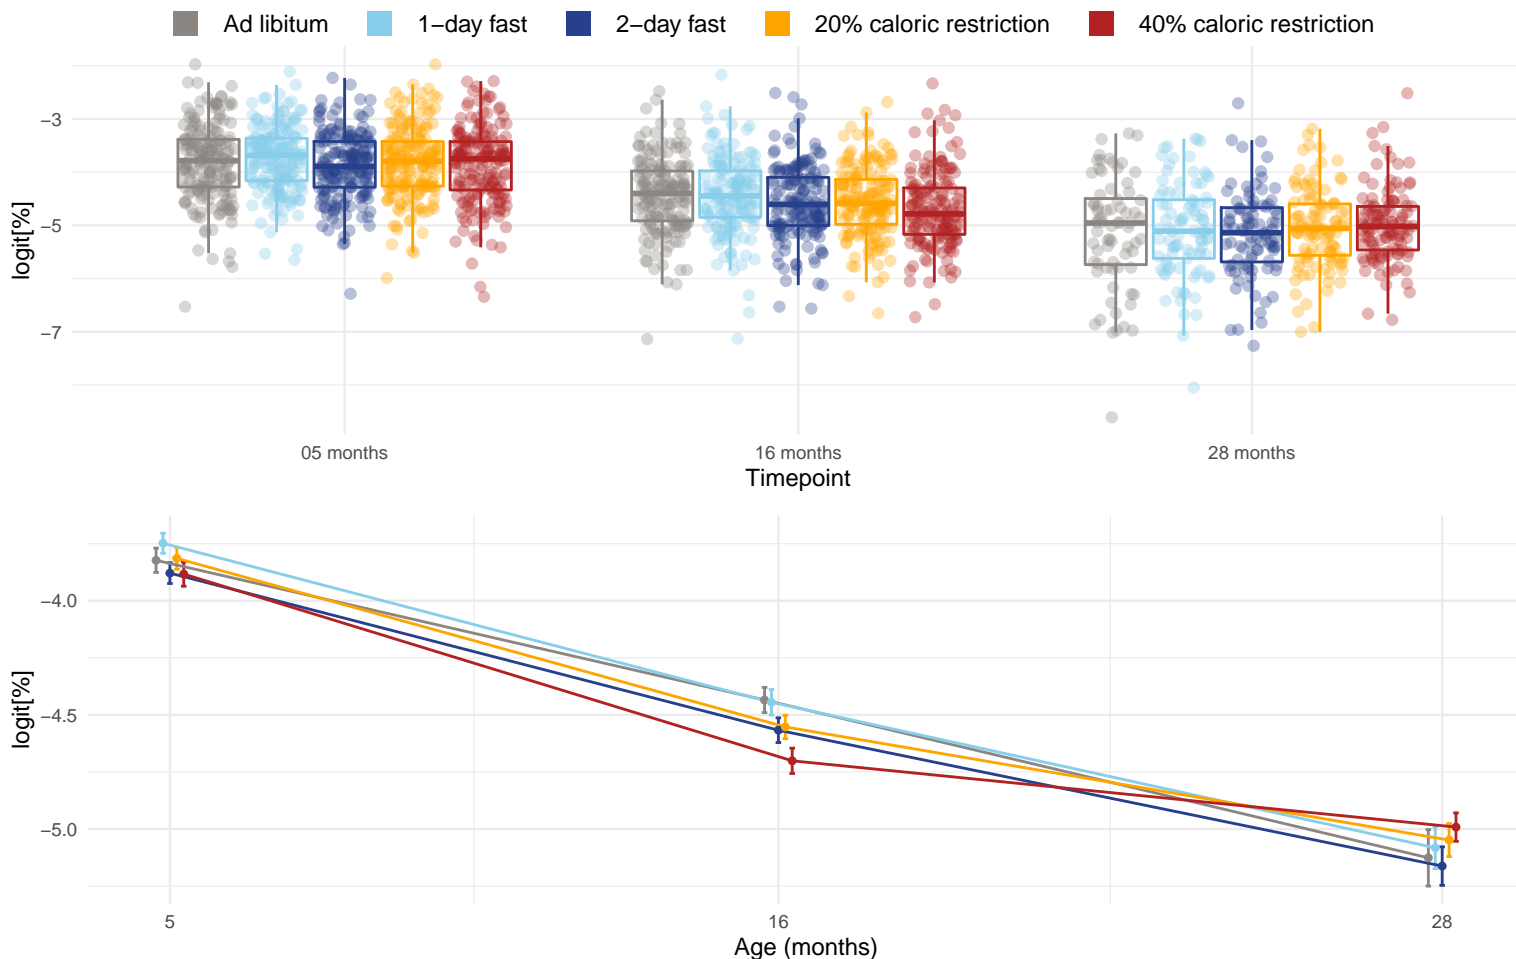 Ad libitum 1−day fast 2−day fast 20% caloric restriction 40% caloric restriction
−3
−5
−7
logit[%]
05 months 16 months 28 months
Timepoint
−4.0
−4.5
−5.0
logit[%]
5 16 28
Age (months)